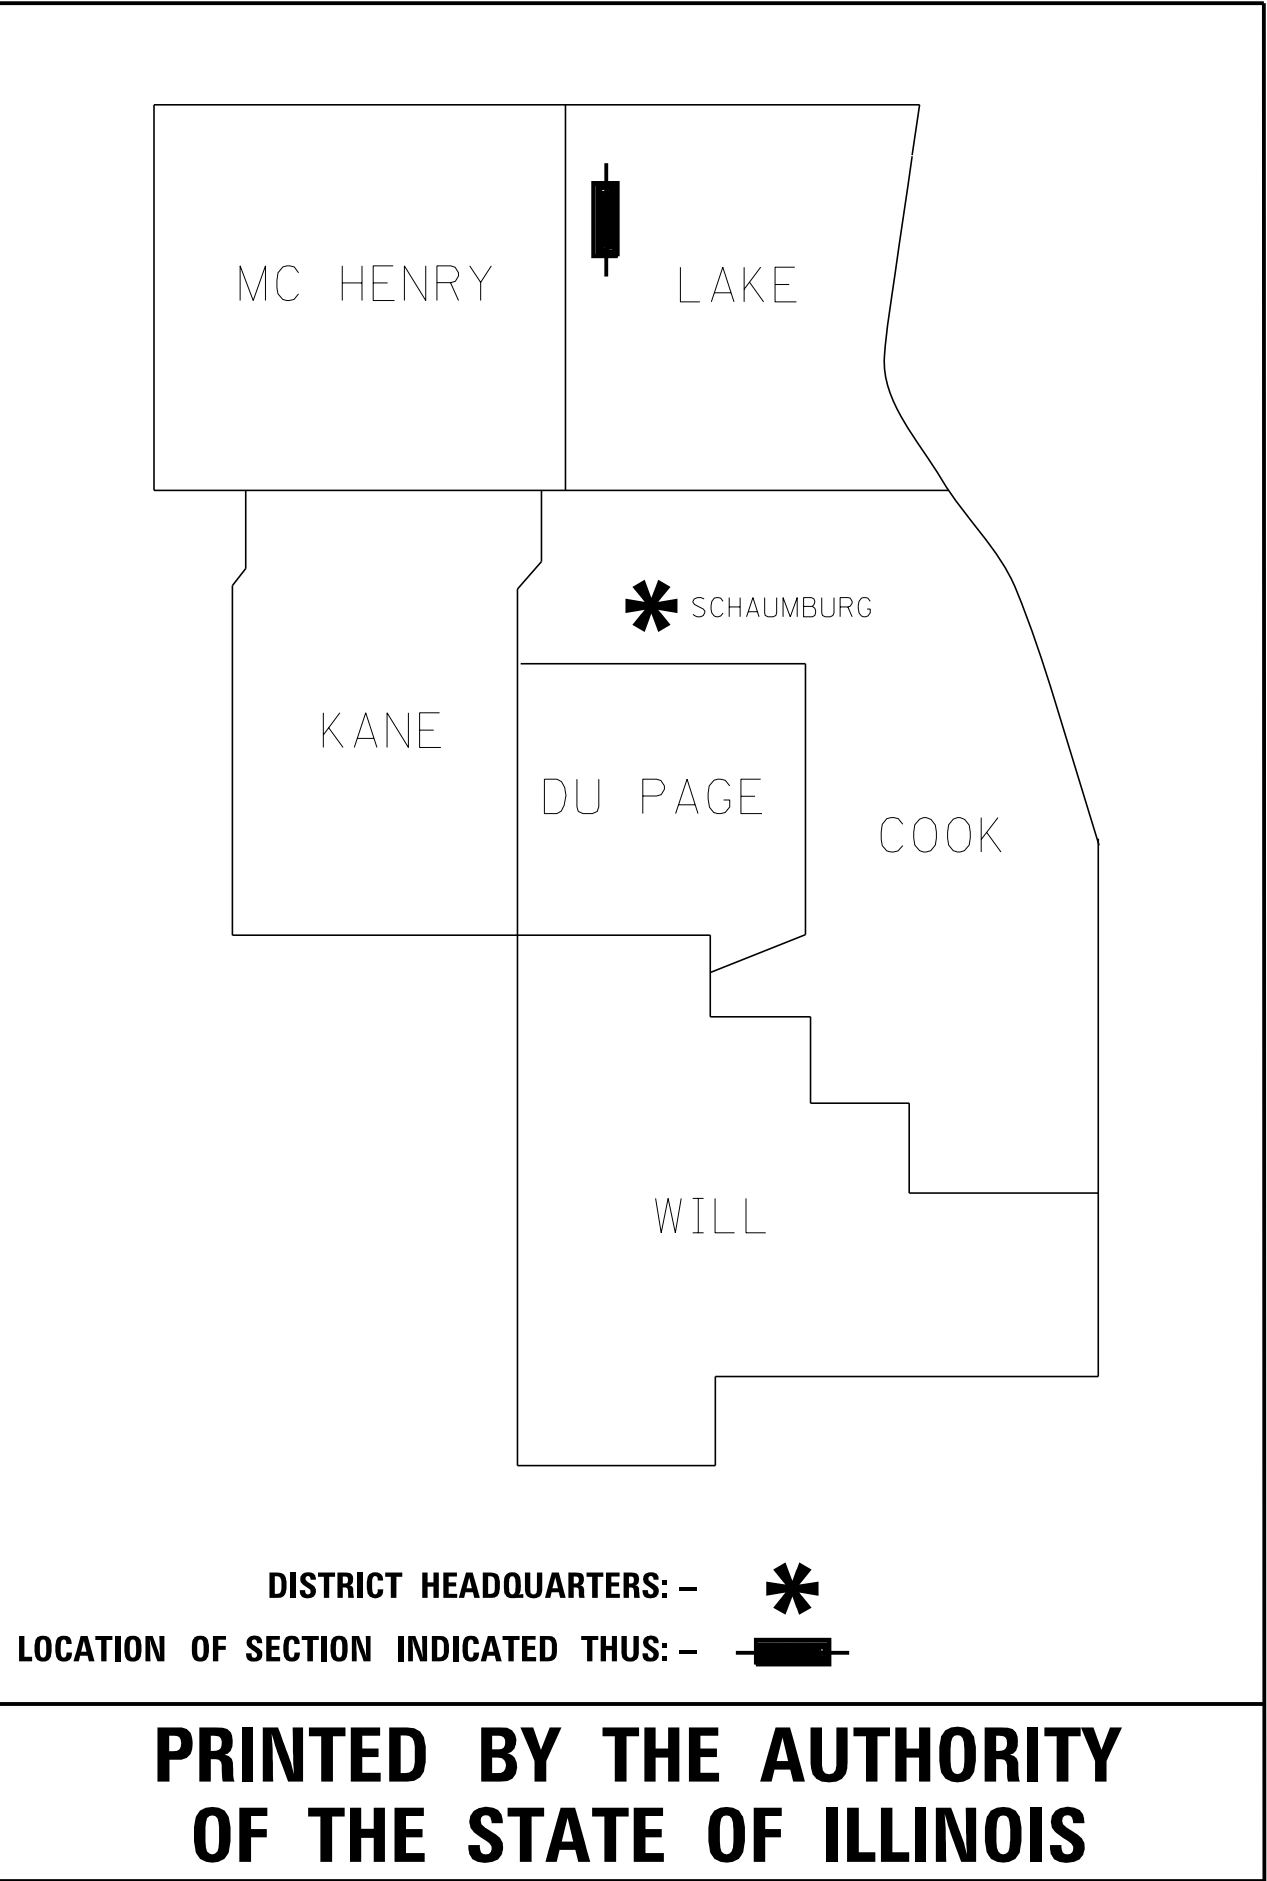 MC HENRY
LAKE
SCHAUMBURG
KANE
DU PAGE
COOK
WILL
DISTRICT HEADQUARTERS: –
LOCATION OF SECTION INDICATED THUS: –
PRINTED BY THE AUTHORITY
OF THE STATE OF ILLINOIS